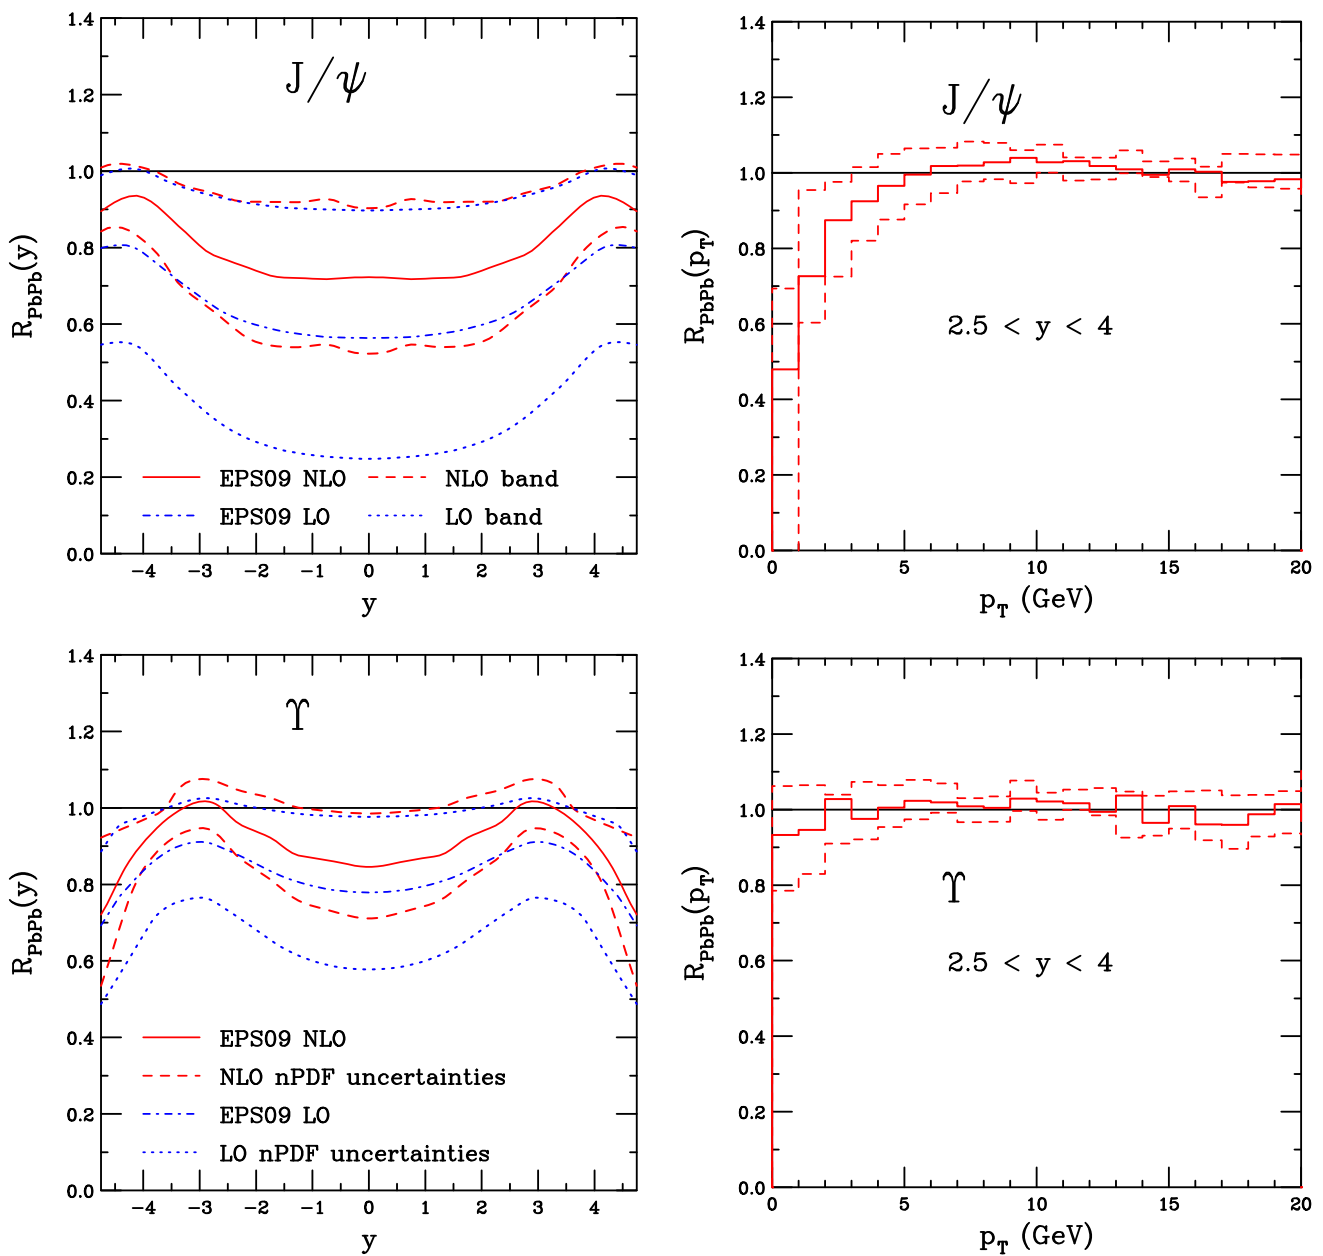 1.4
1.2
1.0
0.8
0.6
0.4
0.2
0.0
R_PbPb(y)
J/ψ
EPS09 NLO
NLO band
EPS09 LO
LO band
−4 −3 −2 −1 0 1 2 3 4
y
1.4
1.2
1.0
0.8
0.6
0.4
0.2
0.0
R_PbPb(p_T)
J/ψ
2.5 < y < 4
0 5 10 15 20
p_T (GeV)
1.4
1.2
1.0
0.8
0.6
0.4
0.2
0.0
R_PbPb(y)
ϒ
EPS09 NLO
NLO nPDF uncertainties
EPS09 LO
LO nPDF uncertainties
−4 −3 −2 −1 0 1 2 3 4
y
1.4
1.2
1.0
0.8
0.6
0.4
0.2
0.0
R_PbPb(p_T)
ϒ
2.5 < y < 4
0 5 10 15 20
p_T (GeV)